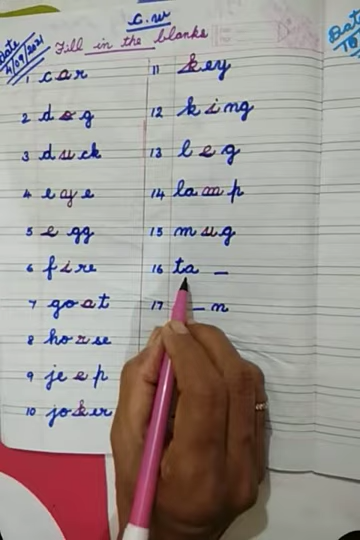 C.W
Date
4/09/2021
Fill in the blanks
1 car
2 dog
3 duck
4 eye
5 egg
6 fire
7 goat
8 horse
9 jeep
10 joker
11 key
12 king
13 leg
14 lamp
15 mug
16 ta _
17 _ n
Date